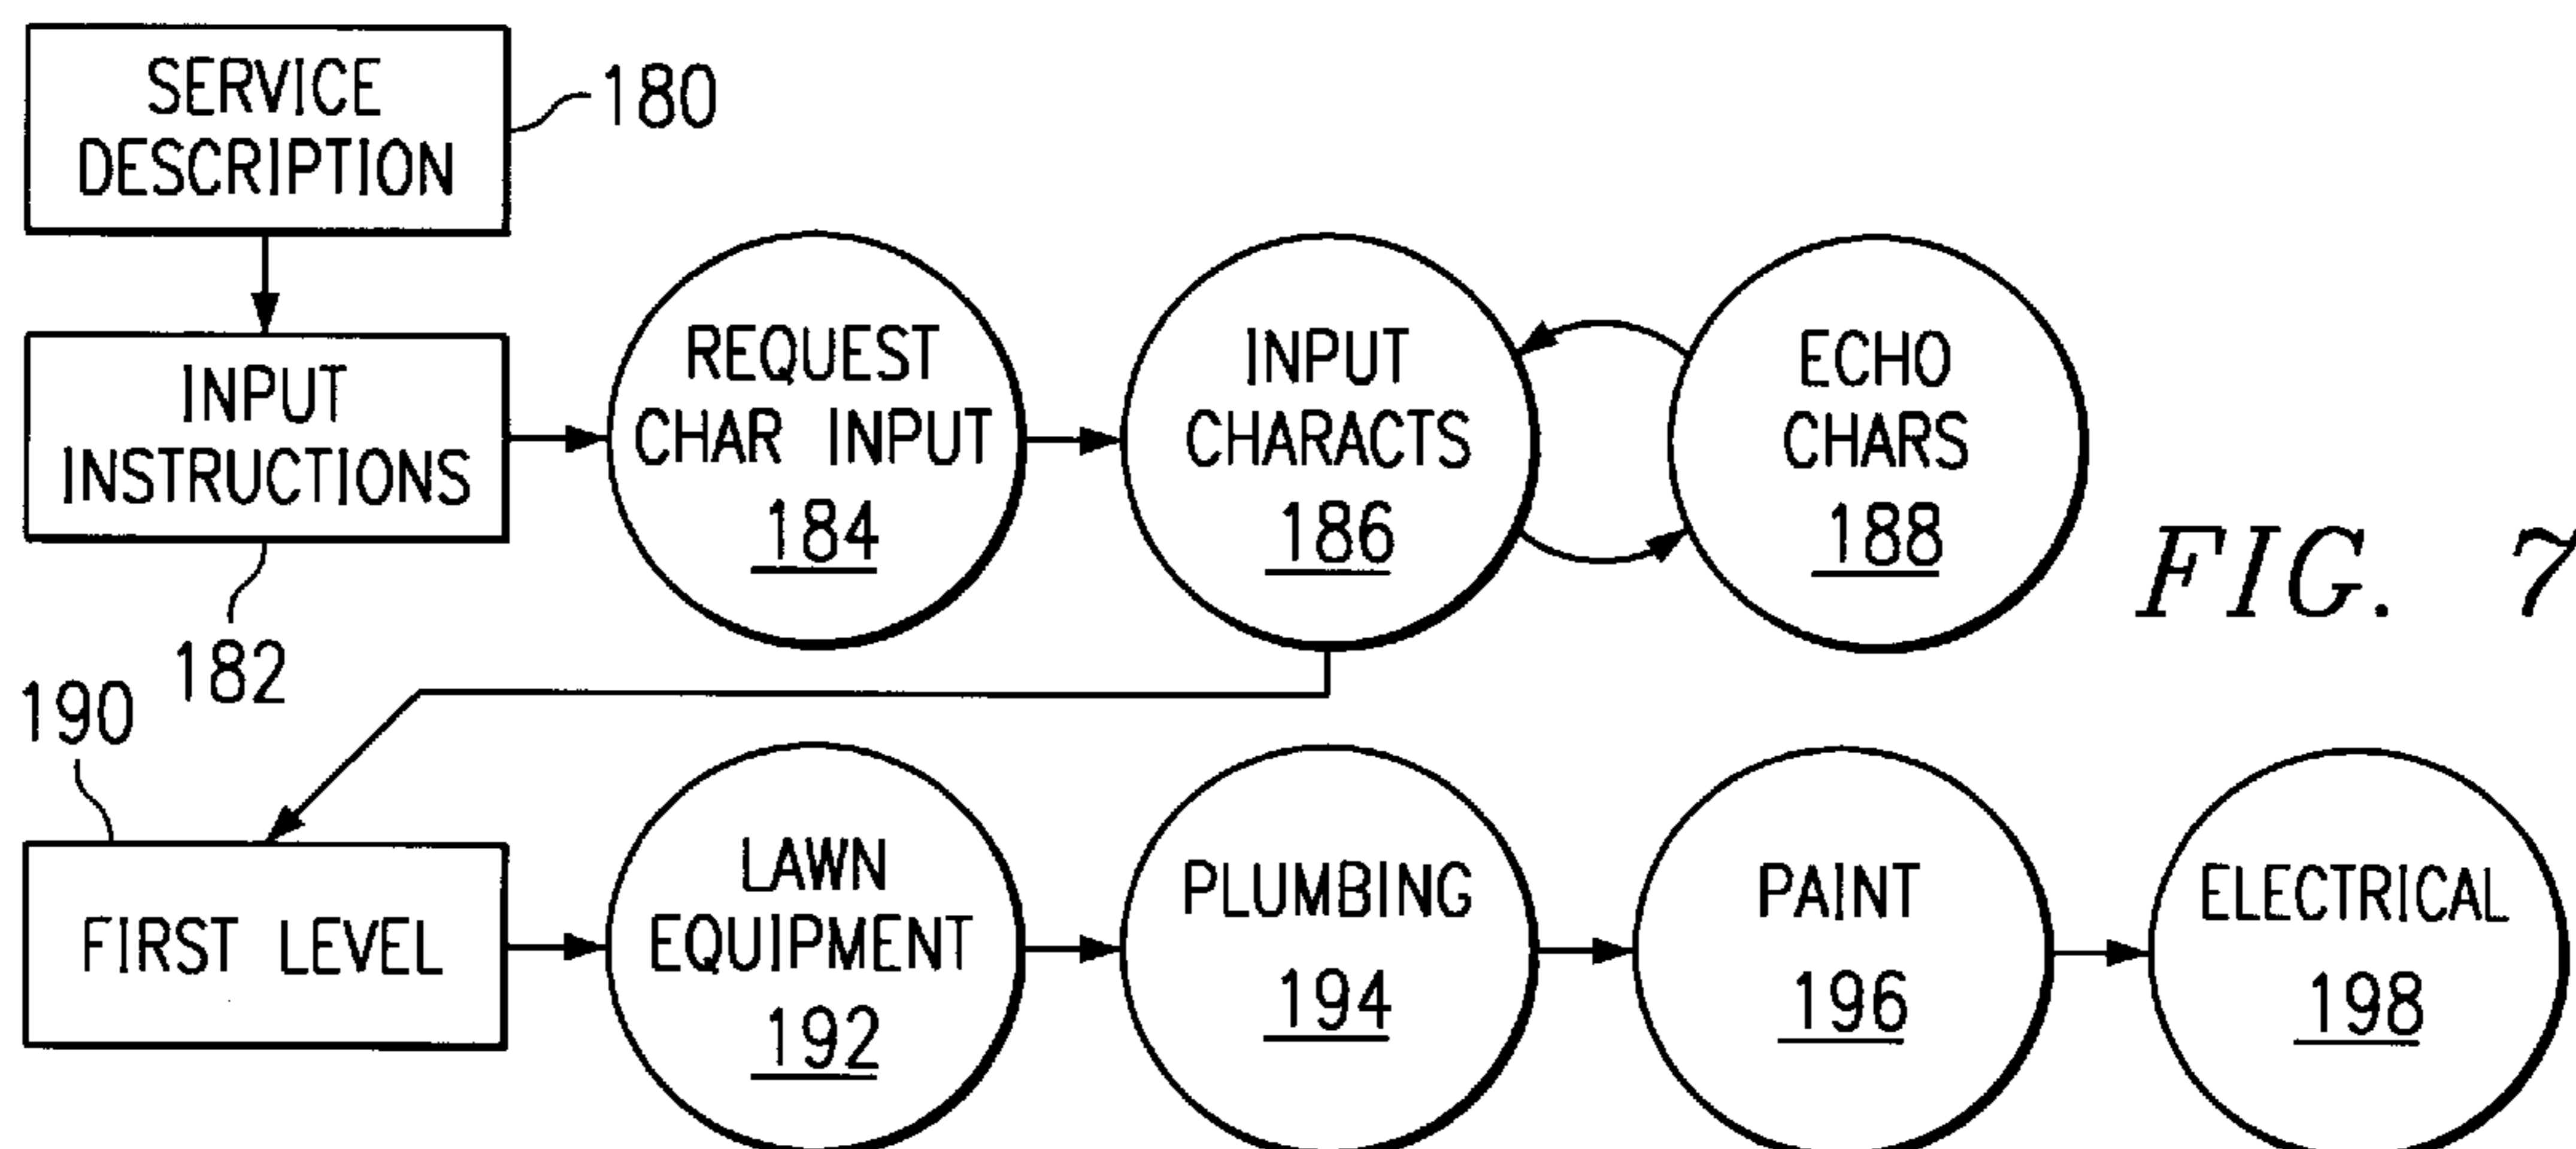 SERVICE
DESCRIPTION
180
INPUT
INSTRUCTIONS
182
REQUEST
CHAR INPUT
184
INPUT
CHARACTS
186
ECHO
CHARS
188
FIG. 7
190
FIRST LEVEL
LAWN
EQUIPMENT
192
PLUMBING
194
PAINT
196
ELECTRICAL
198